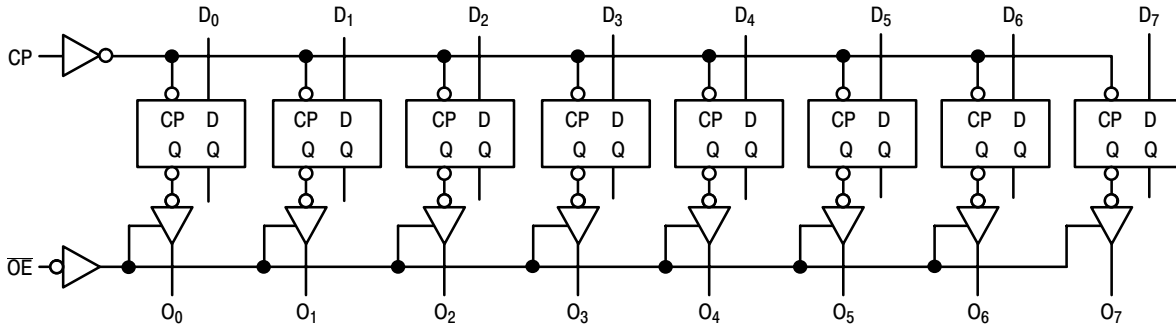 D0 D1 D2 D3 D4 D5 D6 D7
CP
CP D CP D CP D CP D CP D CP D CP D CP D
Q Q Q Q Q Q Q Q Q Q Q Q Q Q Q Q
OE
O0 O1 O2 O3 O4 O5 O6 O7